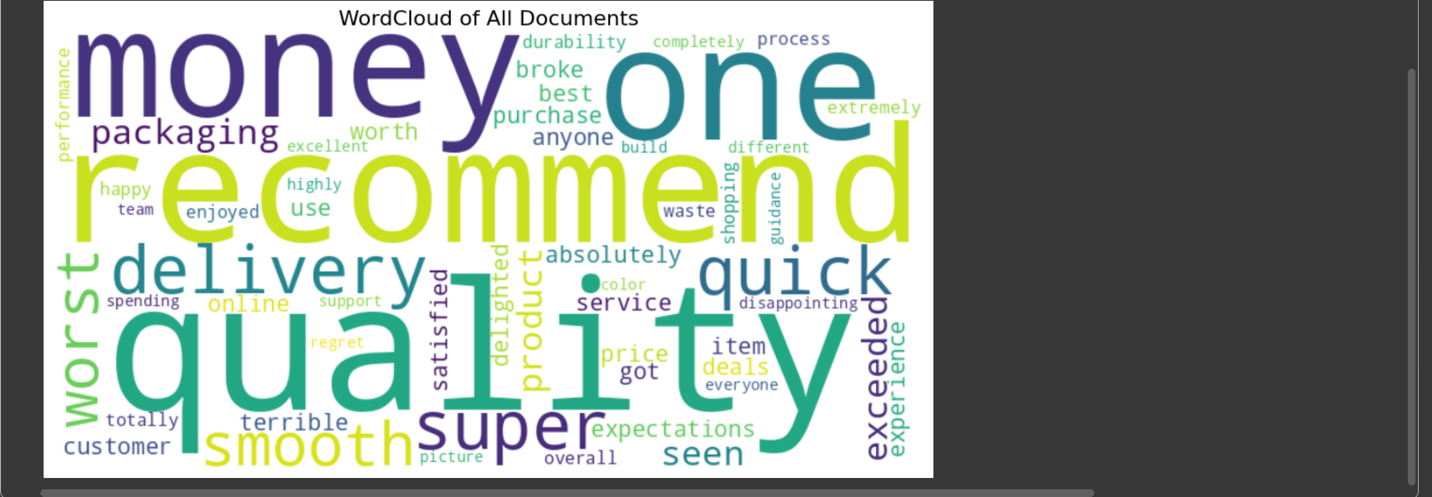 WordCloud of All Documents
money
durability
completely
process
one
performance
broke
best
purchase
extremely
packaging
worth
anyone
excellent
build
different
recommend
happy
highly
team
enjoyed
use
waste
shopping
guidance
delivery
absolutely
quick
worst
spending
online
support
satisfied
delighted
product
color
service
disappointing
quality
regret
price
got
item
deals
everyone
exceeded
experience
totally
terrible
super
customer
smooth
expectations
picture
overall
seen